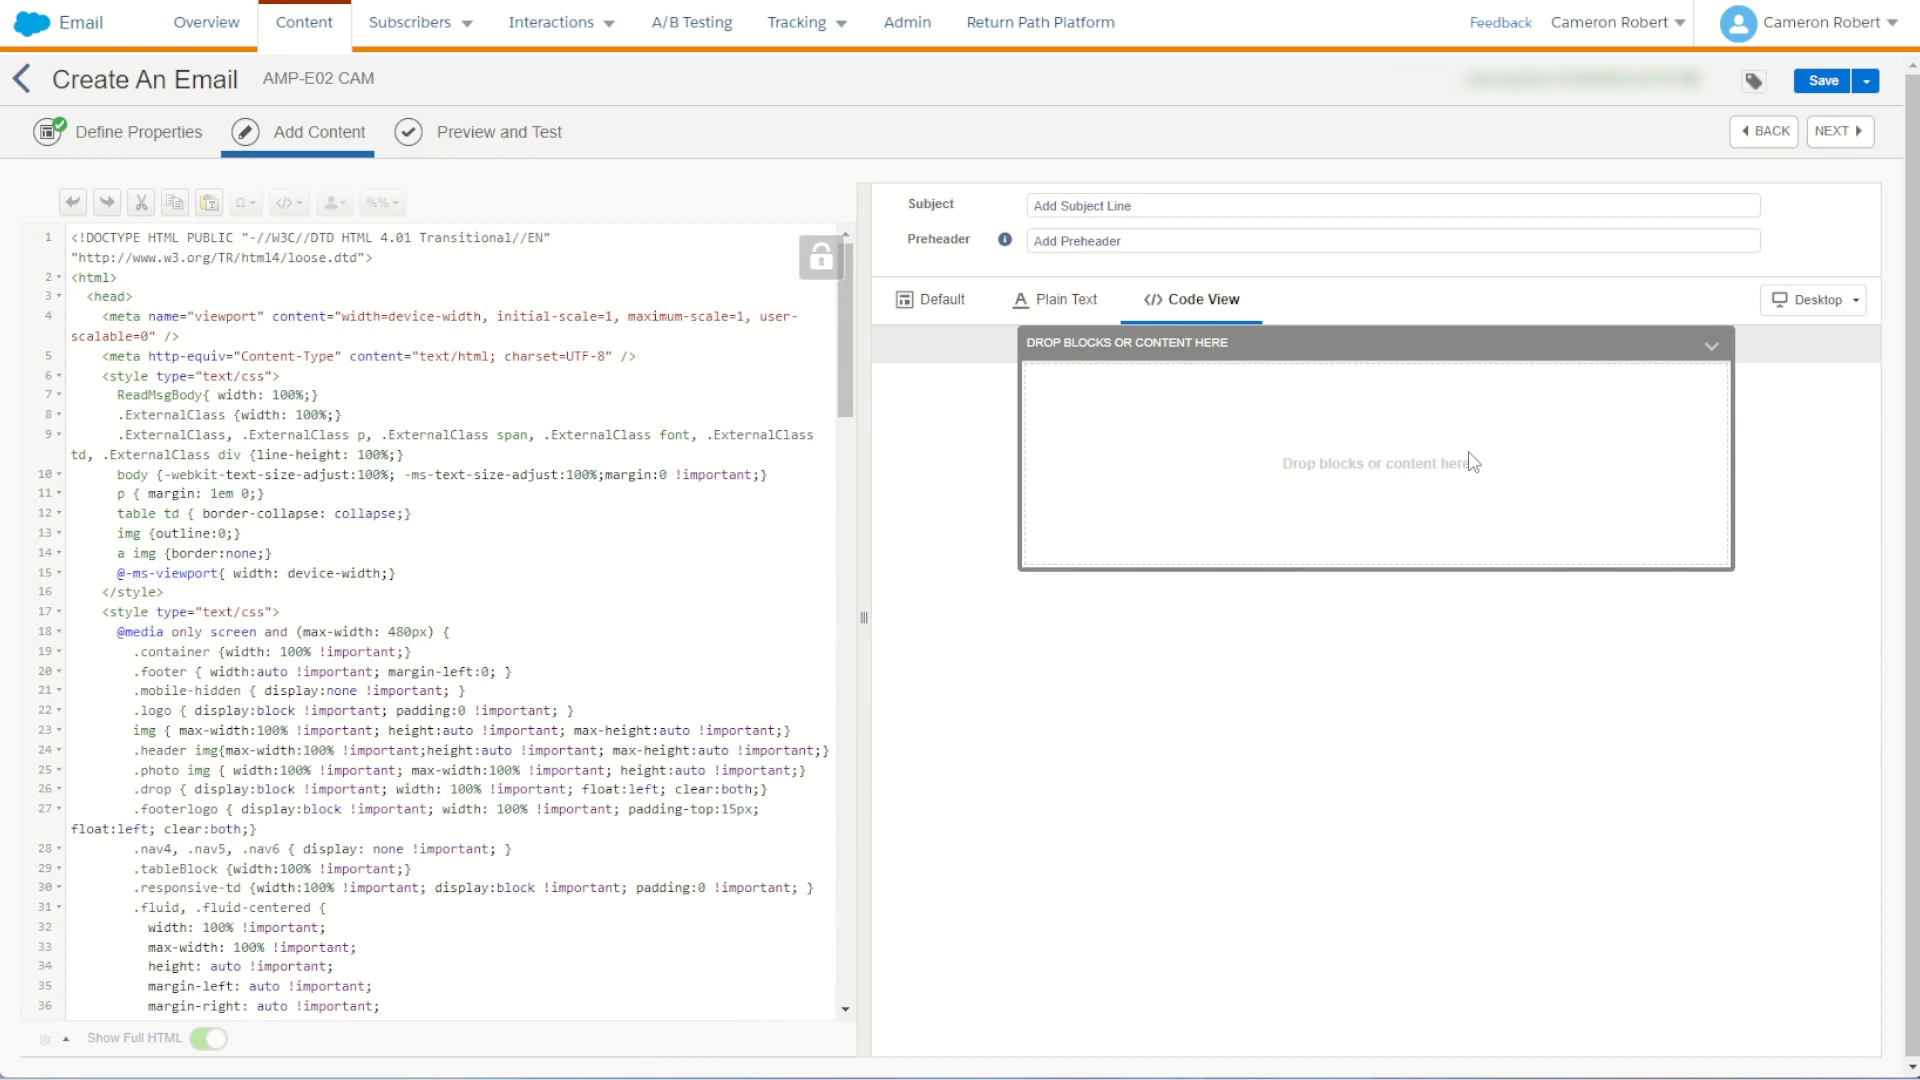 Email
Overview
Content
Subscribers
Interactions
A/B Testing
Tracking
Admin
Return Path Platform
Feedback
Cameron Robert
Cameron Robert
Create An Email
AMP-E02 CAM
Save
Define Properties
Add Content
Preview and Test
BACK
NEXT
Ω
</>
%%
1 <!DOCTYPE HTML PUBLIC "-//W3C//DTD HTML 4.01 Transitional//EN"
"http://www.w3.org/TR/html4/loose.dtd">
2 <html>
3 <head>
4 <meta name="viewport" content="width=device-width, initial-scale=1, maximum-scale=1, user-
scalable=0" />
5 <meta http-equiv="Content-Type" content="text/html; charset=UTF-8" />
6 <style type="text/css">
7 ReadMsgBody{ width: 100%;}
8 .ExternalClass {width: 100%;}
9 .ExternalClass, .ExternalClass p, .ExternalClass span, .ExternalClass font, .ExternalClass
td, .ExternalClass div {line-height: 100%;}
10 body {-webkit-text-size-adjust:100%; -ms-text-size-adjust:100%;margin:0 !important;}
11 p { margin: 1em 0;}
12 table td { border-collapse: collapse;}
13 img {outline:0;}
14 a img {border:none;}
15 @-ms-viewport{ width: device-width;}
16 </style>
17 <style type="text/css">
18 @media only screen and (max-width: 480px) {
19 .container {width: 100% !important;}
20 .footer { width:auto !important; margin-left:0; }
21 .mobile-hidden { display:none !important; }
22 .logo { display:block !important; padding:0 !important; }
23 img { max-width:100% !important; height:auto !important; max-height:auto !important;}
24 .header img{max-width:100% !important;height:auto !important; max-height:auto !important;}
25 .photo img { width:100% !important; max-width:100% !important; height:auto !important;}
26 .drop { display:block !important; width: 100% !important; float:left; clear:both;}
27 .footerlogo { display:block !important; width: 100% !important; padding-top:15px;
float:left; clear:both;}
28 .nav4, .nav5, .nav6 { display: none !important; }
29 .tableBlock {width:100% !important;}
30 .responsive-td {width:100% !important; display:block !important; padding:0 !important; }
31 .fluid, .fluid-centered {
32 width: 100% !important;
33 max-width: 100% !important;
34 height: auto !important;
35 margin-left: auto !important;
36 margin-right: auto !important;
Show Full HTML
Subject
Add Subject Line
Preheader
Add Preheader
Default
A Plain Text
</> Code View
Desktop
DROP BLOCKS OR CONTENT HERE
Drop blocks or content here